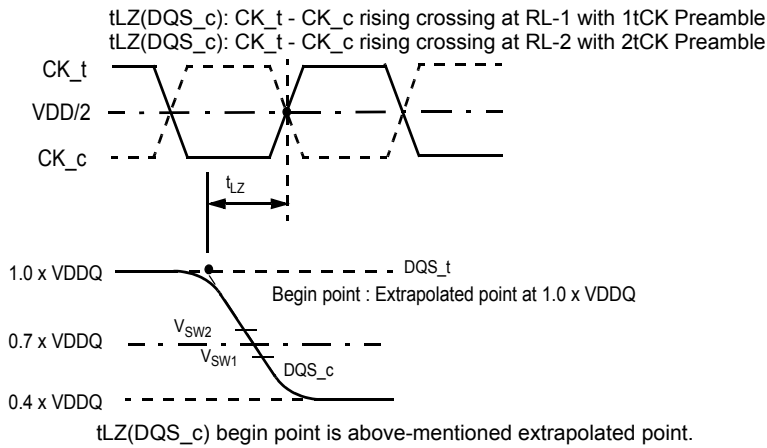 tLZ(DQS_c): CK_t - CK_c rising crossing at RL-1 with 1tCK Preamble
tLZ(DQS_c): CK_t - CK_c rising crossing at RL-2 with 2tCK Preamble
CK_t
VDD/2
CK_c
tLZ
1.0 x VDDQ
DQS_t
Begin point : Extrapolated point at 1.0 x VDDQ
VSW2
0.7 x VDDQ
VSW1
DQS_c
0.4 x VDDQ
tLZ(DQS_c) begin point is above-mentioned extrapolated point.